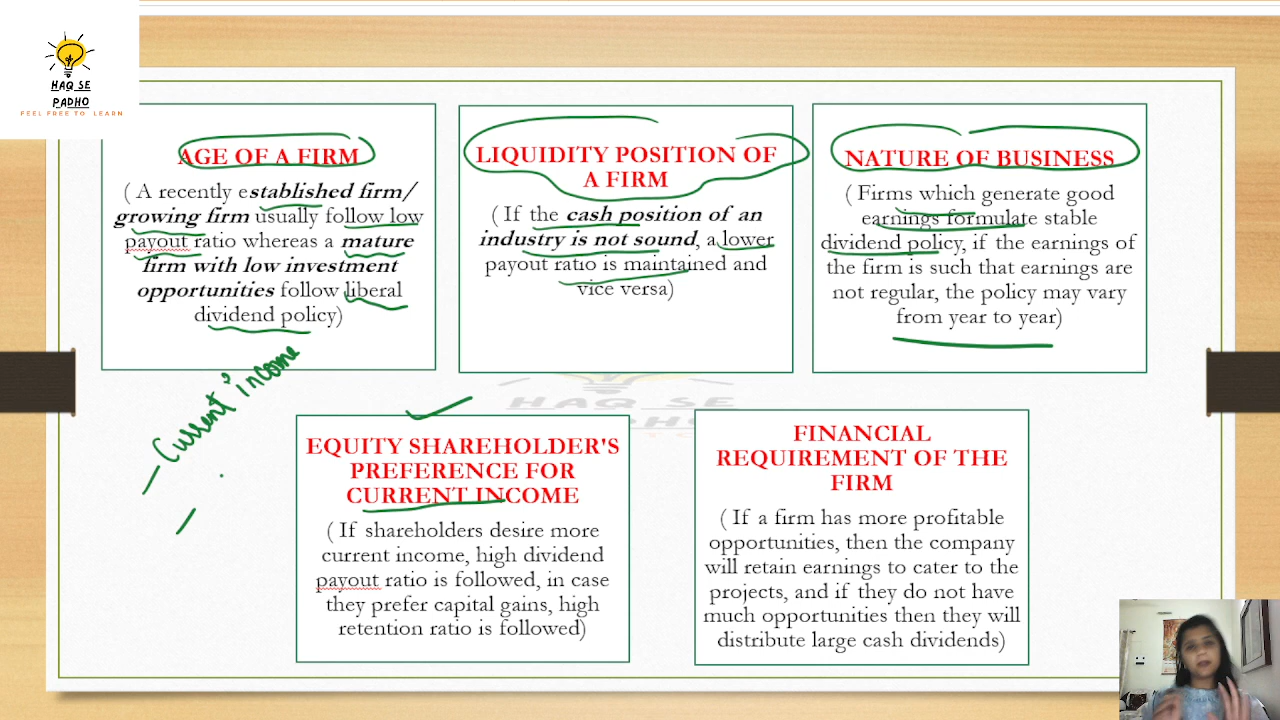 HAQ SE
PADHO
FEEL FREE TO LEARN
AGE OF A FIRM
( A recently established firm/
growing firm usually follow low
payout ratio whereas a mature
firm with low investment
opportunities follow liberal
dividend policy)
LIQUIDITY POSITION OF
A FIRM
( If the cash position of an
industry is not sound, a lower
payout ratio is maintained and
vice versa)
NATURE OF BUSINESS
( Firms which generate good
earnings formulate stable
dividend policy, if the earnings of
the firm is such that earnings are
not regular, the policy may vary
from year to year)
- Current income
HAQ SE
PADHO
EQUITY SHAREHOLDER'S
PREFERENCE FOR
CURRENT INCOME
( If shareholders desire more
current income, high dividend
payout ratio is followed, in case
they prefer capital gains, high
retention ratio is followed)
FINANCIAL
REQUIREMENT OF THE
FIRM
( If a firm has more profitable
opportunities, then the company
will retain earnings to cater to the
projects, and if they do not have
much opportunities then they will
distribute large cash dividends)